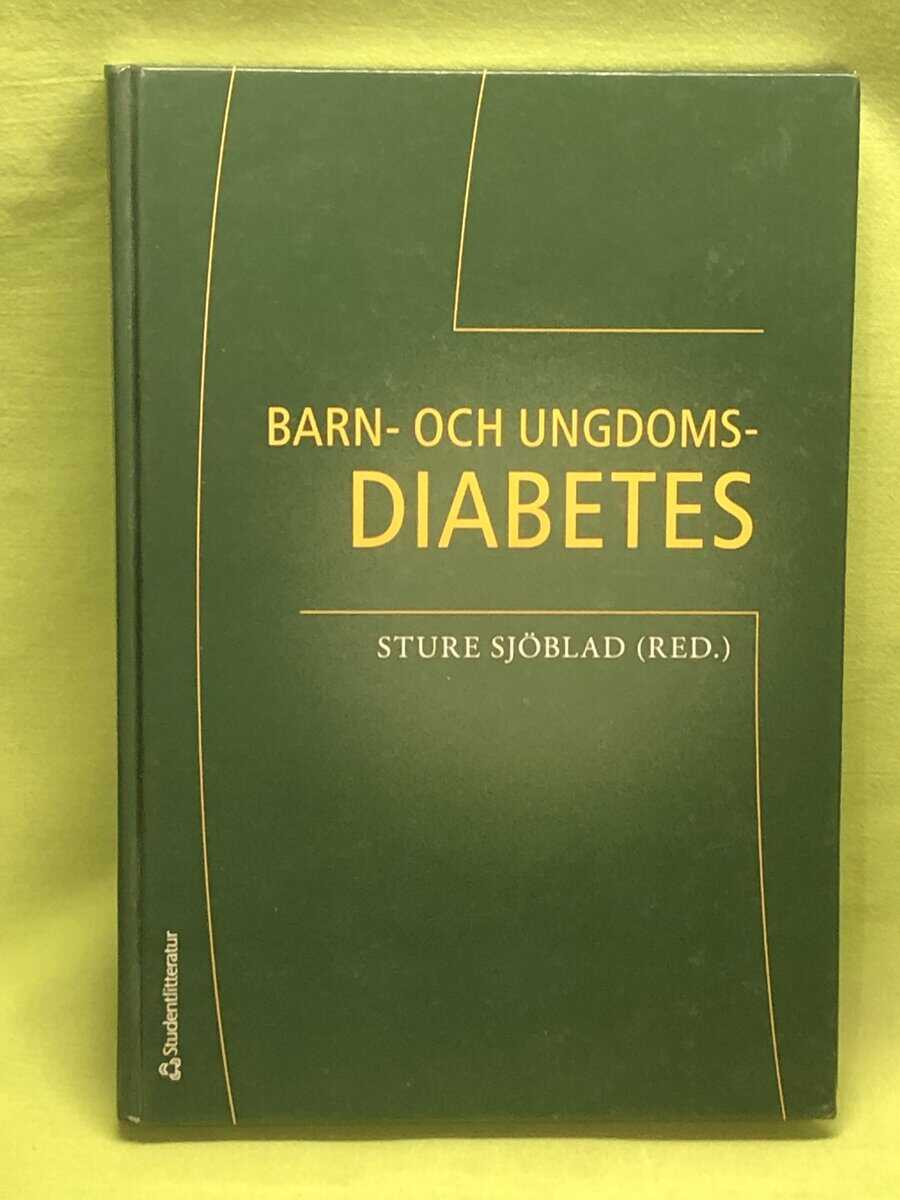 BARN- OCH UNGDOMS-
DIABETES
STURE SJÖBLAD (RED.)
Studentlitteratur